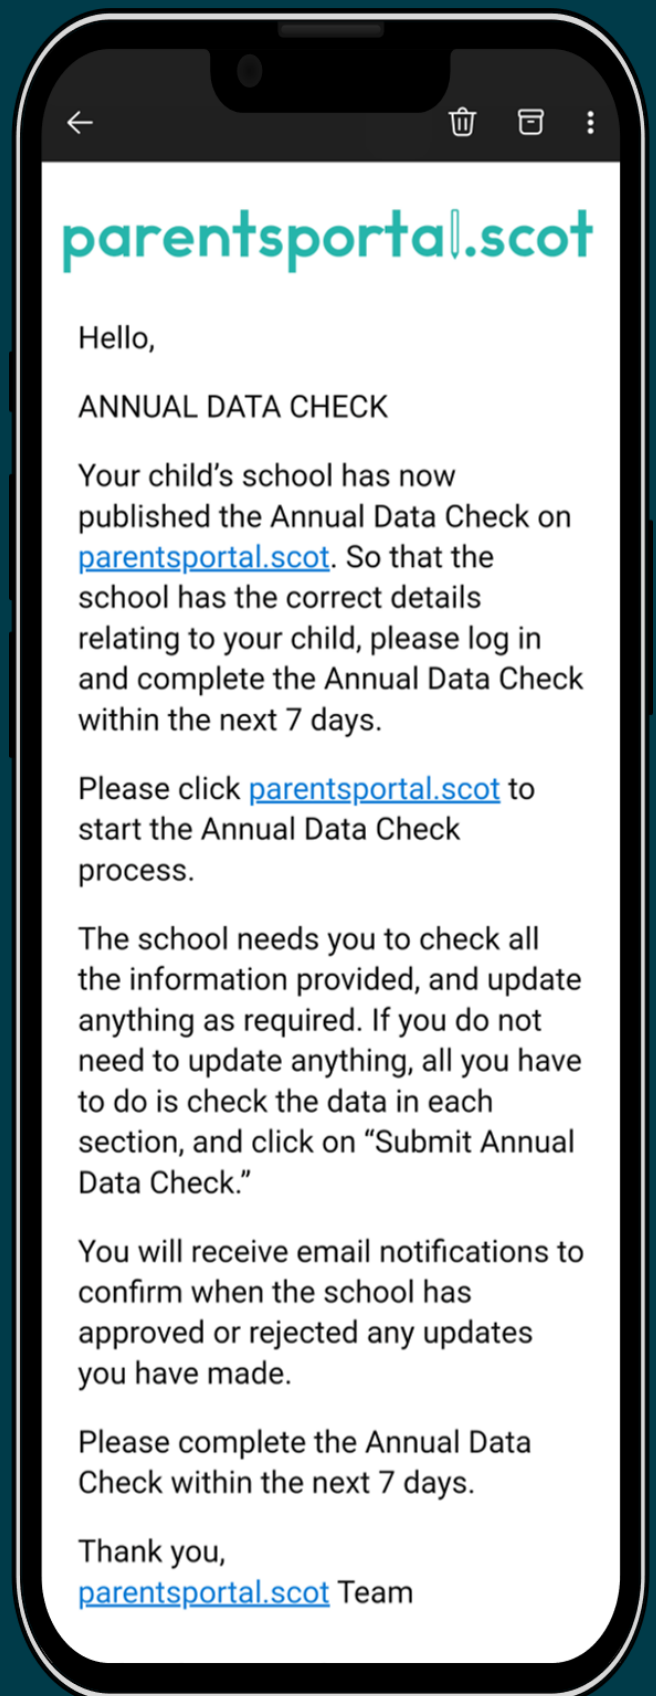 parentsportal.scot
Hello,
ANNUAL DATA CHECK
Your child’s school has now
published the Annual Data Check on
parentsportal.scot. So that the
school has the correct details
relating to your child, please log in
and complete the Annual Data Check
within the next 7 days.
Please click parentsportal.scot to
start the Annual Data Check
process.
The school needs you to check all
the information provided, and update
anything as required. If you do not
need to update anything, all you have
to do is check the data in each
section, and click on “Submit Annual
Data Check.”
You will receive email notifications to
confirm when the school has
approved or rejected any updates
you have made.
Please complete the Annual Data
Check within the next 7 days.
Thank you,
parentsportal.scot Team